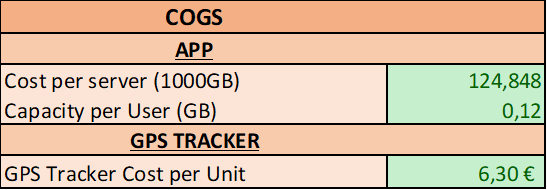 COGS
APP
Cost per server (1000GB) 124,848
Capacity per User (GB) 0,12
GPS TRACKER
GPS Tracker Cost per Unit 6,30 €